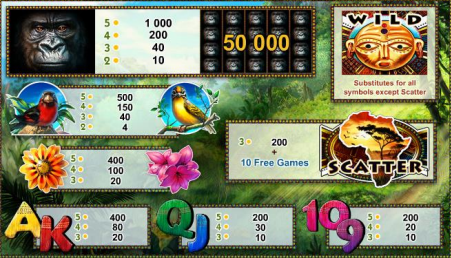 5 1 000
4 200
3 40
2 10
50 000
WILD
Substitutes for all
symbols except Scatter
5 500
4 150
3 40
2 4
3 200
+
10 Free Games
SCATTER
5 400
4 100
3 20
A K
5 400
4 80
3 20
Q J
5 200
4 30
3 10
10 9
5 200
4 20
3 10